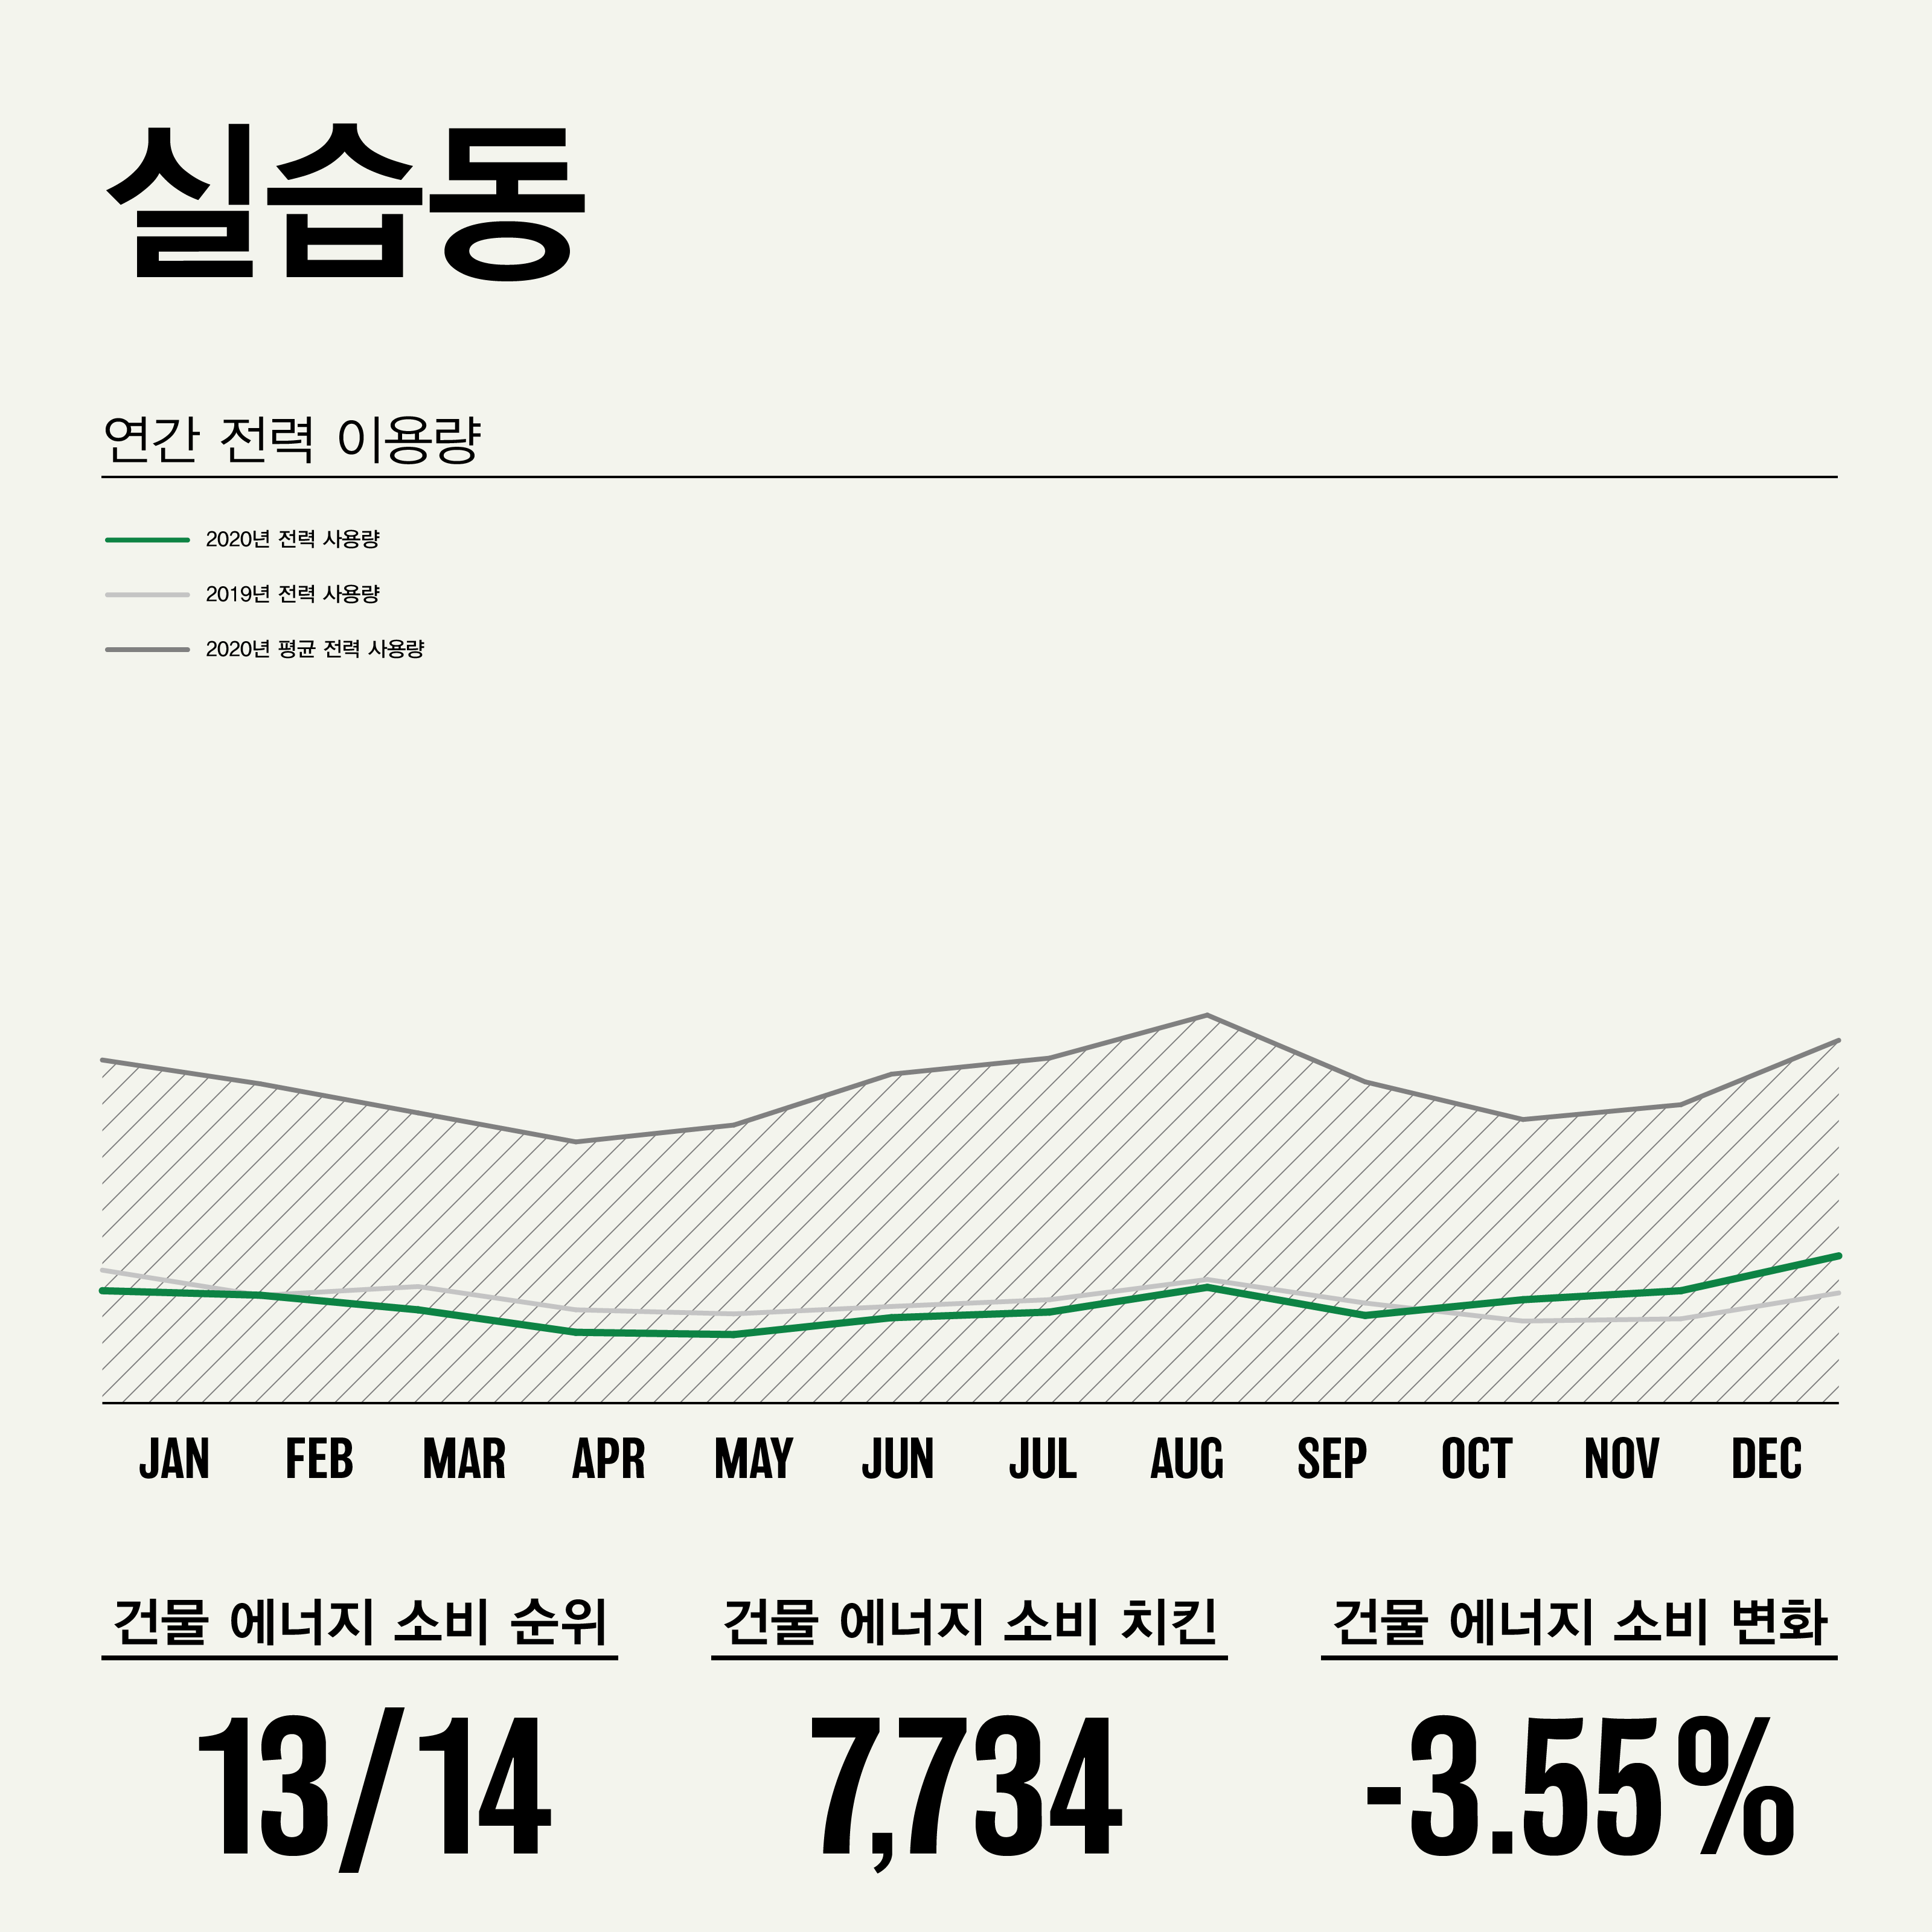 실습동
연간 전력 이용량
2020년 전력 사용량
2019년 전력 사용량
2020년 평균 전력 사용량
JAN FEB MAR APR MAY JUN JUL AUG SEP OCT NOV DEC
건물 에너지 소비 순위
13/14
건물 에너지 소비 치킨
7,734
건물 에너지 소비 변화
-3.55%